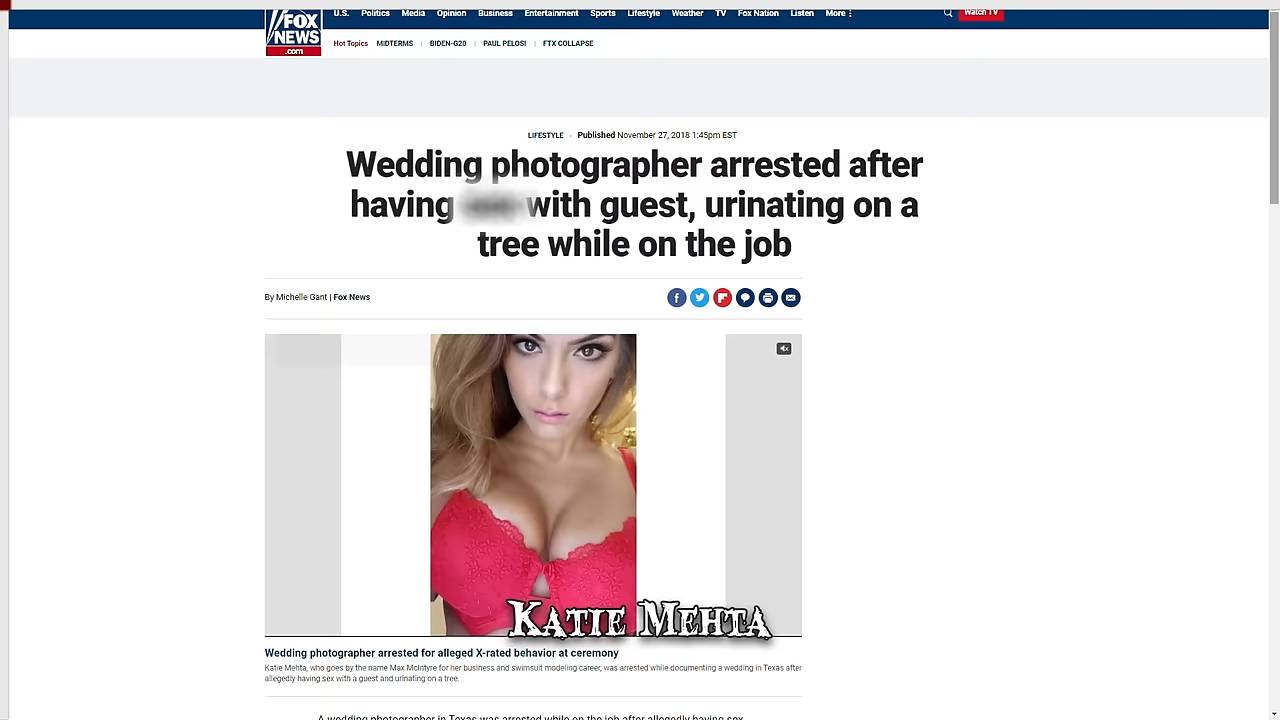 FOX
NEWS
.com
U.S. Politics Media Opinion Business Entertainment Sports Lifestyle Weather TV Fox Nation Listen More Watch TV
Hot Topics MIDTERMS BIDEN-G20 PAUL PELOSI FTX COLLAPSE
LIFESTYLE · Published November 27, 2018 1:45pm EST
Wedding photographer arrested after
having with guest, urinating on a
tree while on the job
By Michelle Gant | Fox News
KATIE MEHTA
Wedding photographer arrested for alleged X-rated behavior at ceremony
Katie Mehta, who goes by the name Max McIntyre for her business and swimsuit modeling career, was arrested while documenting a wedding in Texas after
allegedly having sex with a guest and urinating on a tree.
A wedding photographer in Texas was arrested while on the job after allegedly having sex